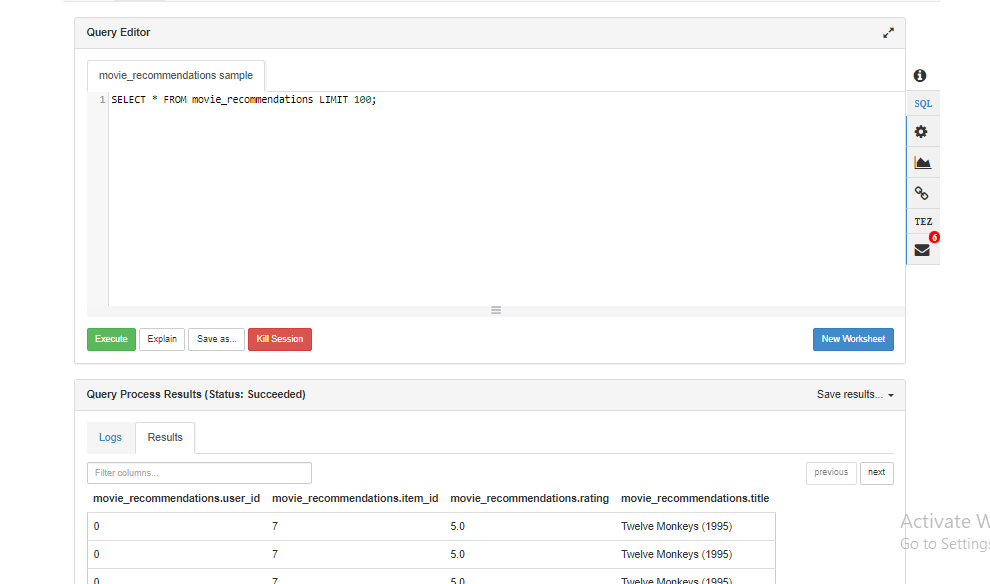 Query Editor
movie_recommendations sample
1 SELECT * FROM movie_recommendations LIMIT 100;
SQL
TEZ
6
Execute Explain Save as... Kill Session New Worksheet
Query Process Results (Status: Succeeded) Save results...
Logs Results
Filter columns... previous next
movie_recommendations.user_id movie_recommendations.item_id movie_recommendations.rating movie_recommendations.title
0 7 5.0 Twelve Monkeys (1995)
0 7 5.0 Twelve Monkeys (1995)
0 7 5.0 Twelve Monkeys (1995)
Activate W
Go to Settings